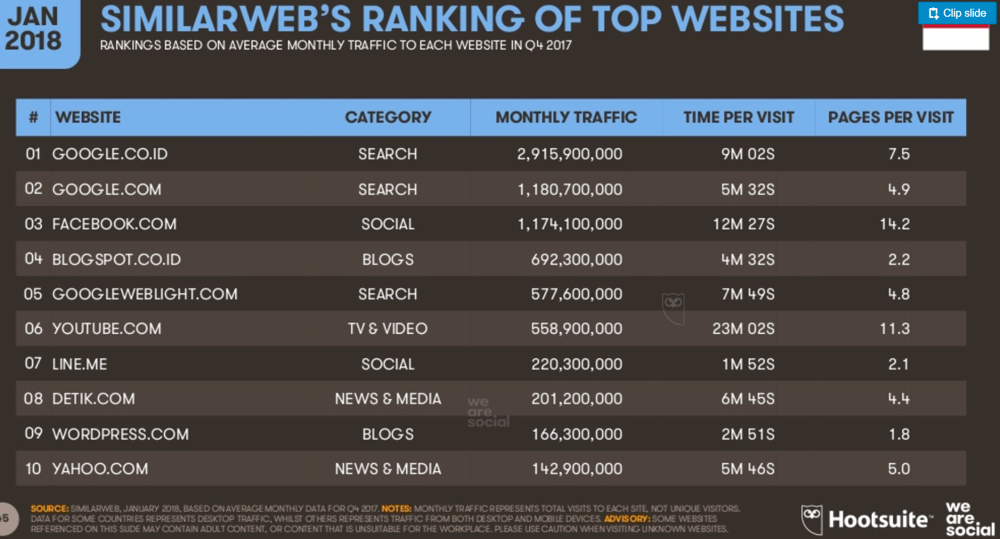 JAN
2018
SIMILARWEB'S RANKING OF TOP WEBSITES
RANKINGS BASED ON AVERAGE MONTHLY TRAFFIC TO EACH WEBSITE IN Q4 2017
Clip slide
# WEBSITE CATEGORY MONTHLY TRAFFIC TIME PER VISIT PAGES PER VISIT
01 GOOGLE.CO.ID SEARCH 2,915,900,000 9M 02S 7.5
02 GOOGLE.COM SEARCH 1,180,700,000 5M 32S 4.9
03 FACEBOOK.COM SOCIAL 1,174,100,000 12M 27S 14.2
04 BLOGSPOT.CO.ID BLOGS 692,300,000 4M 32S 2.2
05 GOOGLEWEBLIGHT.COM SEARCH 577,600,000 7M 49S 4.8
06 YOUTUBE.COM TV & VIDEO 558,900,000 23M 02S 11.3
07 LINE.ME SOCIAL 220,300,000 1M 52S 2.1
08 DETIK.COM NEWS & MEDIA 201,200,000 6M 45S 4.4
we
are.
social
09 WORDPRESS.COM BLOGS 166,300,000 2M 51S 1.8
10 YAHOO.COM NEWS & MEDIA 142,900,000 5M 46S 5.0
SOURCE: SIMILARWEB, JANUARY 2018, BASED ON AVERAGE MONTHLY DATA FOR Q4 2017. NOTES: MONTHLY TRAFFIC REPRESENTS TOTAL VISITS TO EACH SITE, NOT UNIQUE VISITORS.
DATA FOR SOME COUNTRIES REPRESENTS DESKTOP TRAFFIC, WHILST OTHERS REPRESENTS TRAFFIC FROM BOTH DESKTOP AND MOBILE DEVICES. ADVISORY: SOME WEBSITES
REFERENCED ON THIS SLIDE MAY CONTAIN ADULT CONTENT, OR CONTENT THAT IS UNSUITABLE FOR THE WORKPLACE. PLEASE USE CAUTION WHEN VISITING UNKNOWN WEBSITES.
Hootsuite™
we
are.
social